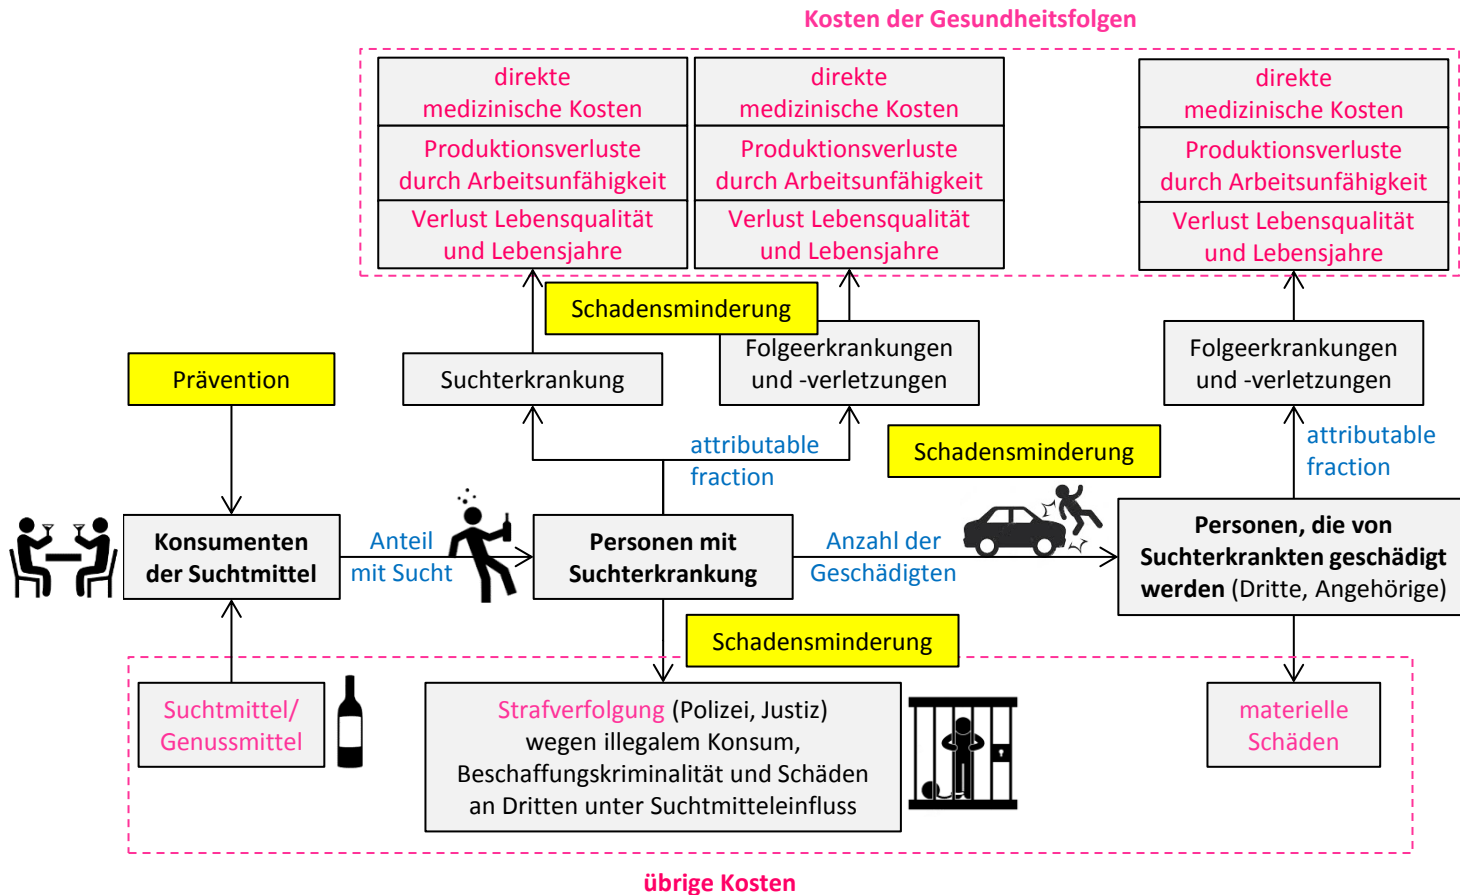 Kosten der Gesundheitsfolgen
direkte
medizinische Kosten
Produktionsverluste
durch Arbeitsunfähigkeit
Verlust Lebensqualität
und Lebensjahre
direkte
medizinische Kosten
Produktionsverluste
durch Arbeitsunfähigkeit
Verlust Lebensqualität
und Lebensjahre
direkte
medizinische Kosten
Produktionsverluste
durch Arbeitsunfähigkeit
Verlust Lebensqualität
und Lebensjahre
Schadensminderung
Prävention
Suchterkrankung
Folgeerkrankungen
und -verletzungen
Folgeerkrankungen
und -verletzungen
attributable
fraction
Schadensminderung
attributable
fraction
Konsumenten
der Suchtmittel
Anteil
mit Sucht
Personen mit
Suchterkrankung
Anzahl der
Geschädigten
Personen, die von
Suchterkrankten geschädigt
werden (Dritte, Angehörige)
Schadensminderung
Suchtmittel/
Genussmittel
Strafverfolgung (Polizei, Justiz)
wegen illegalem Konsum,
Beschaffungskriminalität und Schäden
an Dritten unter Suchtmitteleinfluss
materielle
Schäden
übrige Kosten